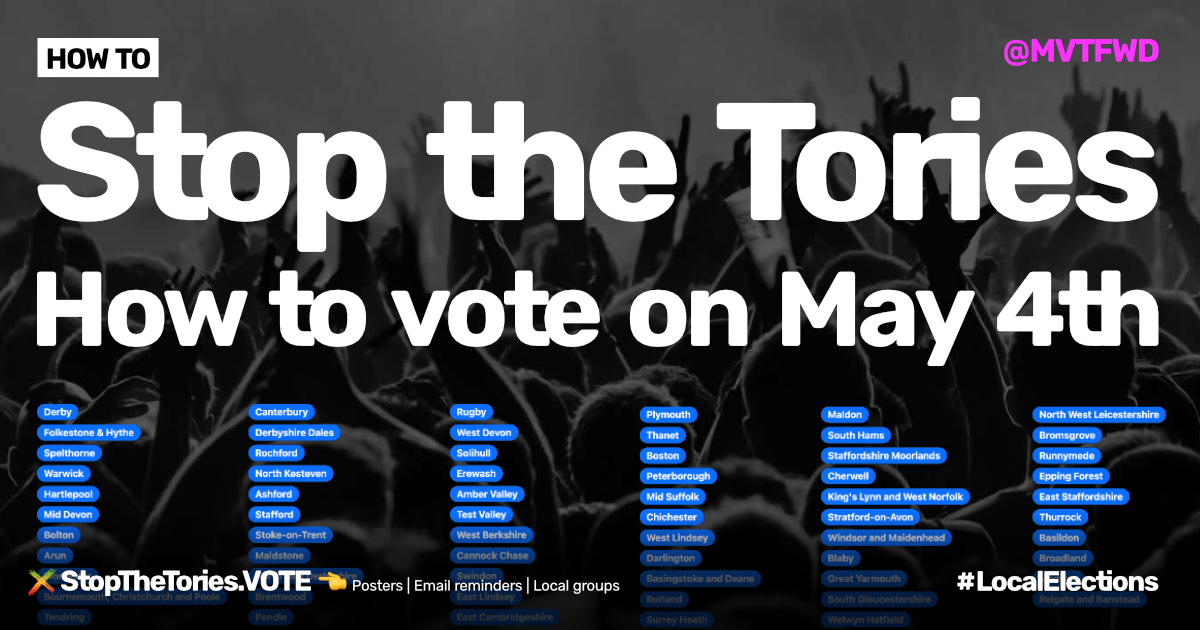 HOW TO
@MVTFWD
Stop the Tories
How to vote on May 4th
Derby
Folkestone & Hythe
Spelthorne
Warwick
Hartlepool
Mid Devon
Bolton
Arun
Bournemouth, Christchurch and Poole
Tendring
Canterbury
Derbyshire Dales
Rochford
North Kesteven
Ashford
Stafford
Stoke-on-Trent
Maidstone
Brentwood
Pendle
Rugby
West Devon
Solihull
Erewash
Amber Valley
Test Valley
West Berkshire
Cannock Chase
Swindon
East Lindsey
East Cambridgeshire
Plymouth
Thanet
Boston
Peterborough
Mid Suffolk
Chichester
West Lindsey
Darlington
Basingstoke and Deane
Rutland
Surrey Heath
Maldon
South Hams
Staffordshire Moorlands
Cherwell
King's Lynn and West Norfolk
Stratford-on-Avon
Windsor and Maidenhead
Blaby
Great Yarmouth
South Gloucestershire
Welwyn Hatfield
North West Leicestershire
Bromsgrove
Runnymede
Epping Forest
East Staffordshire
Thurrock
Basildon
Broadland
Reigate and Banstead
StopTheTories.VOTE 👉 Posters | Email reminders | Local groups
#LocalElections